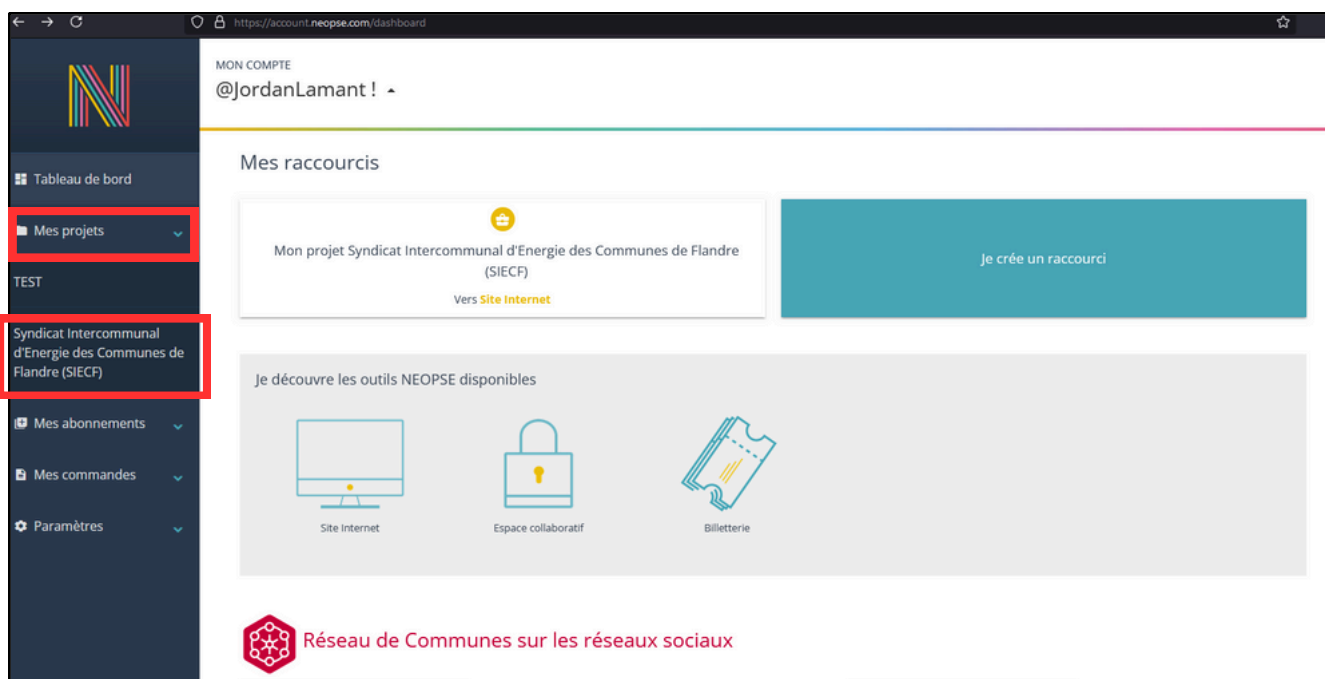 https://account.neopse.com/dashboard
MON COMPTE
@JordanLamant !
Tableau de bord
Mes projets
TEST
Syndicat Intercommunal
d'Energie des Communes de
Flandre (SIECF)
Mes abonnements
Mes commandes
Paramètres
Mes raccourcis
Mon projet Syndicat Intercommunal d'Energie des Communes de Flandre
(SIECF)
Vers Site Internet
Je crée un raccourci
Je découvre les outils NEOPSE disponibles
Site Internet
Espace collaboratif
Billetterie
Réseau de Communes sur les réseaux sociaux